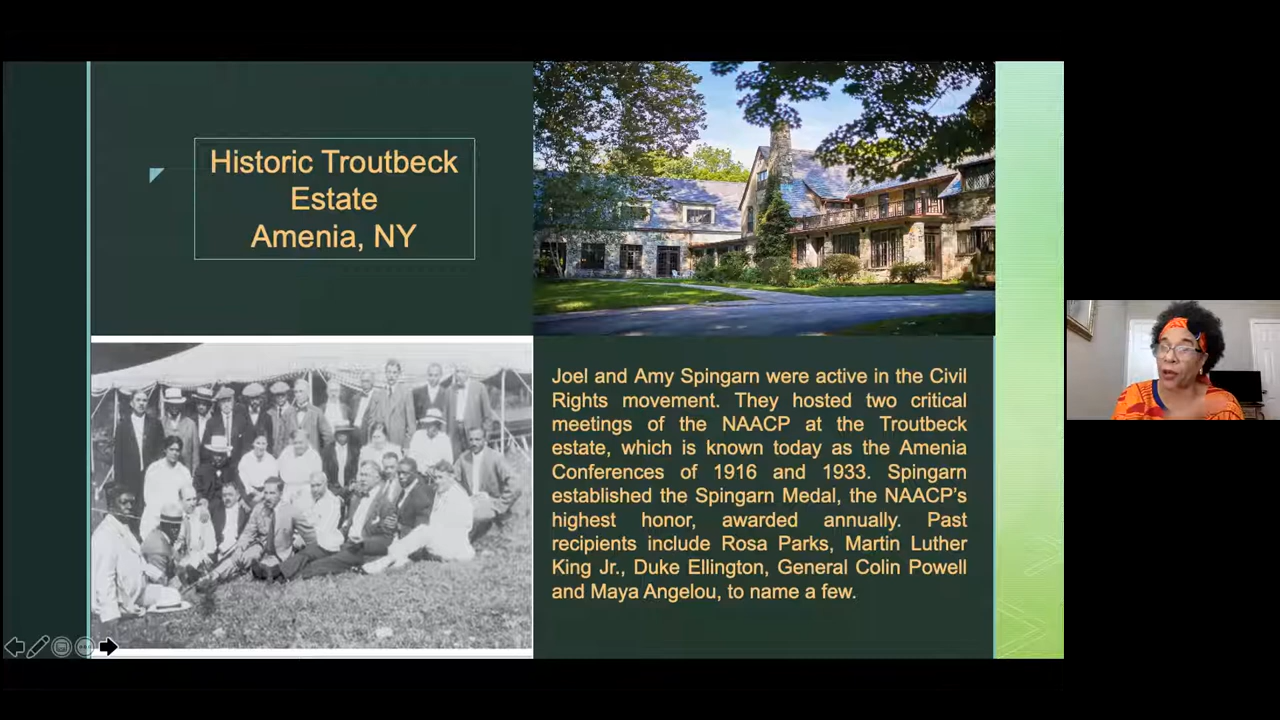 Historic Troutbeck
Estate
Amenia, NY
Joel and Amy Spingarn were active in the Civil
Rights movement. They hosted two critical
meetings of the NAACP at the Troutbeck
estate, which is known today as the Amenia
Conferences of 1916 and 1933. Spingarn
established the Spingarn Medal, the NAACP's
highest honor, awarded annually. Past
recipients include Rosa Parks, Martin Luther
King Jr., Duke Ellington, General Colin Powell
and Maya Angelou, to name a few.